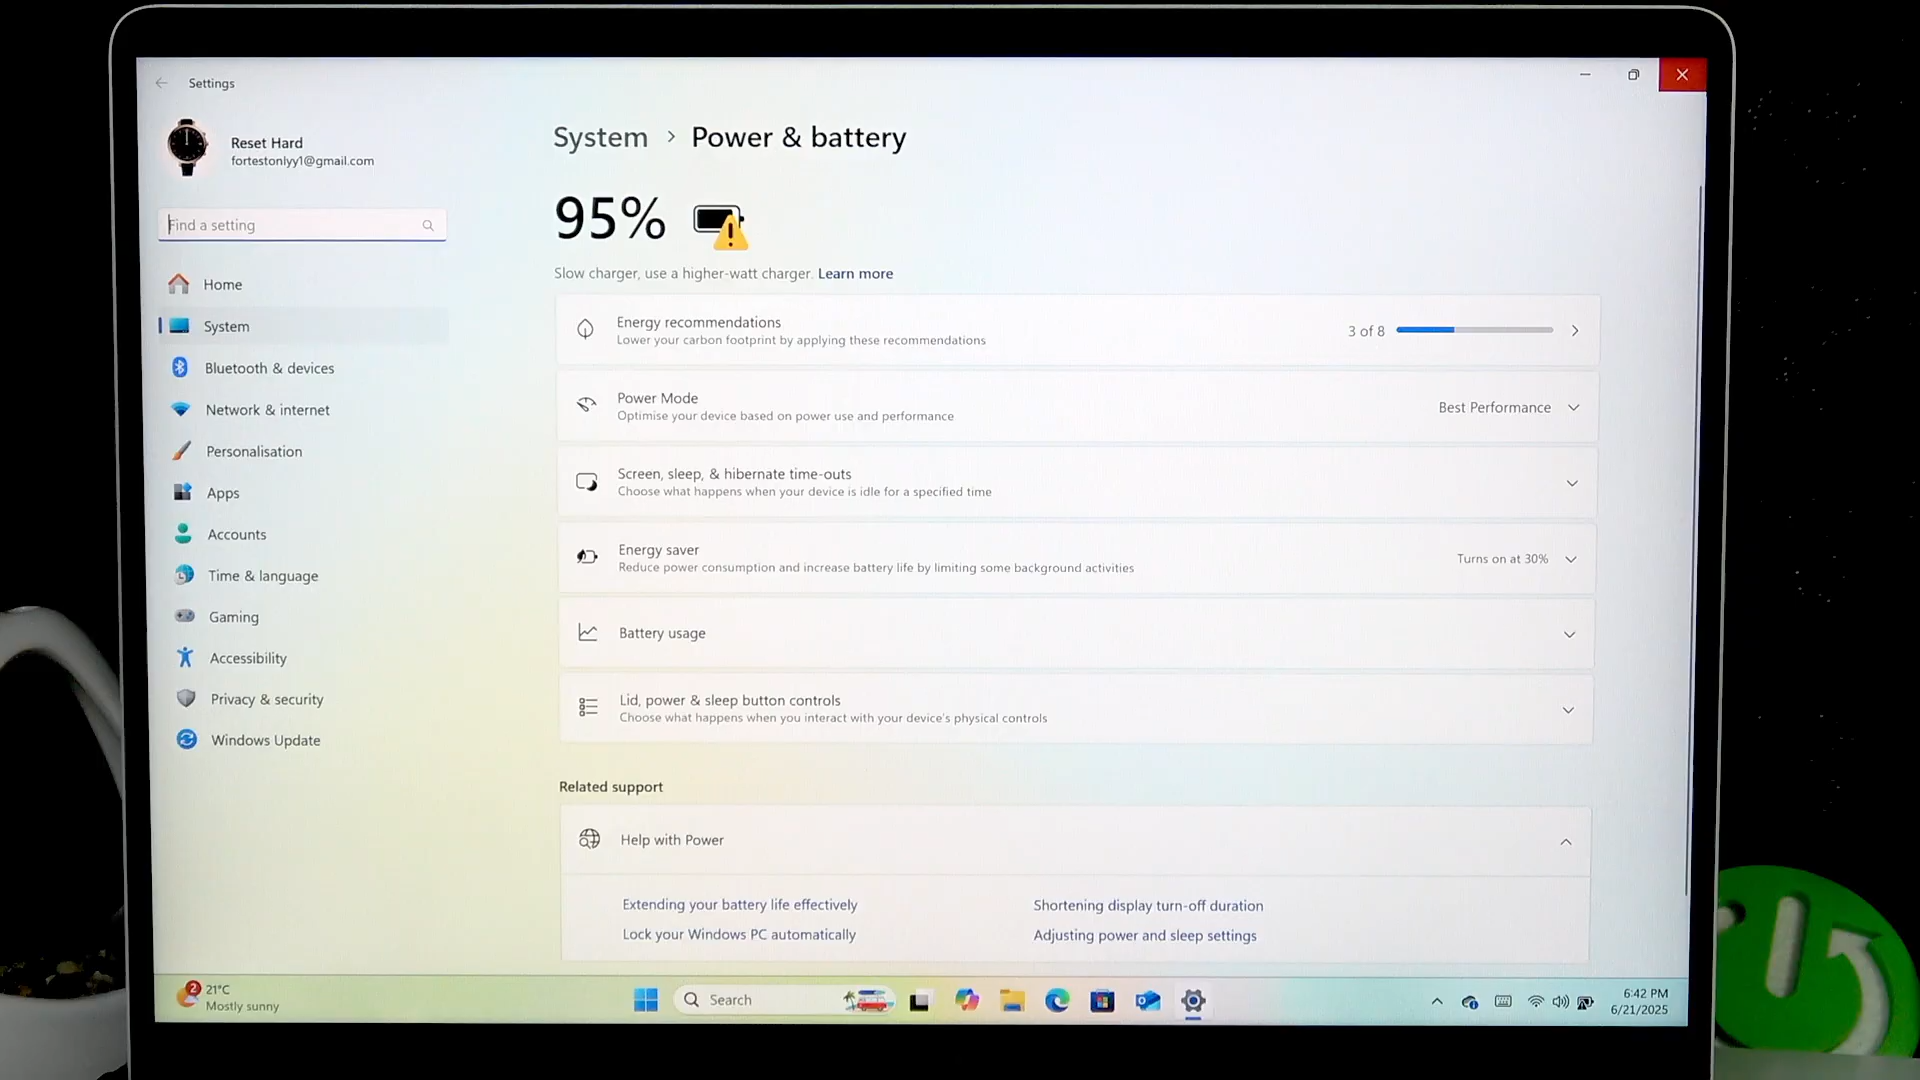 Settings
Reset Hard
fortestonlyy1@gmail.com
Find a setting
Home
System
Bluetooth & devices
Network & internet
Personalisation
Apps
Accounts
Time & language
Gaming
Accessibility
Privacy & security
Windows Update
System > Power & battery
95%
Slow charger, use a higher-watt charger. Learn more
Energy recommendations
Lower your carbon footprint by applying these recommendations
3 of 8
Power Mode
Optimise your device based on power use and performance
Best Performance
Screen, sleep, & hibernate time-outs
Choose what happens when your device is idle for a specified time
Energy saver
Reduce power consumption and increase battery life by limiting some background activities
Turns on at 30%
Battery usage
Lid, power & sleep button controls
Choose what happens when you interact with your device's physical controls
Related support
Help with Power
Extending your battery life effectively
Shortening display turn-off duration
Lock your Windows PC automatically
Adjusting power and sleep settings
2
21°C
Mostly sunny
Search
6:42 PM
6/21/2025